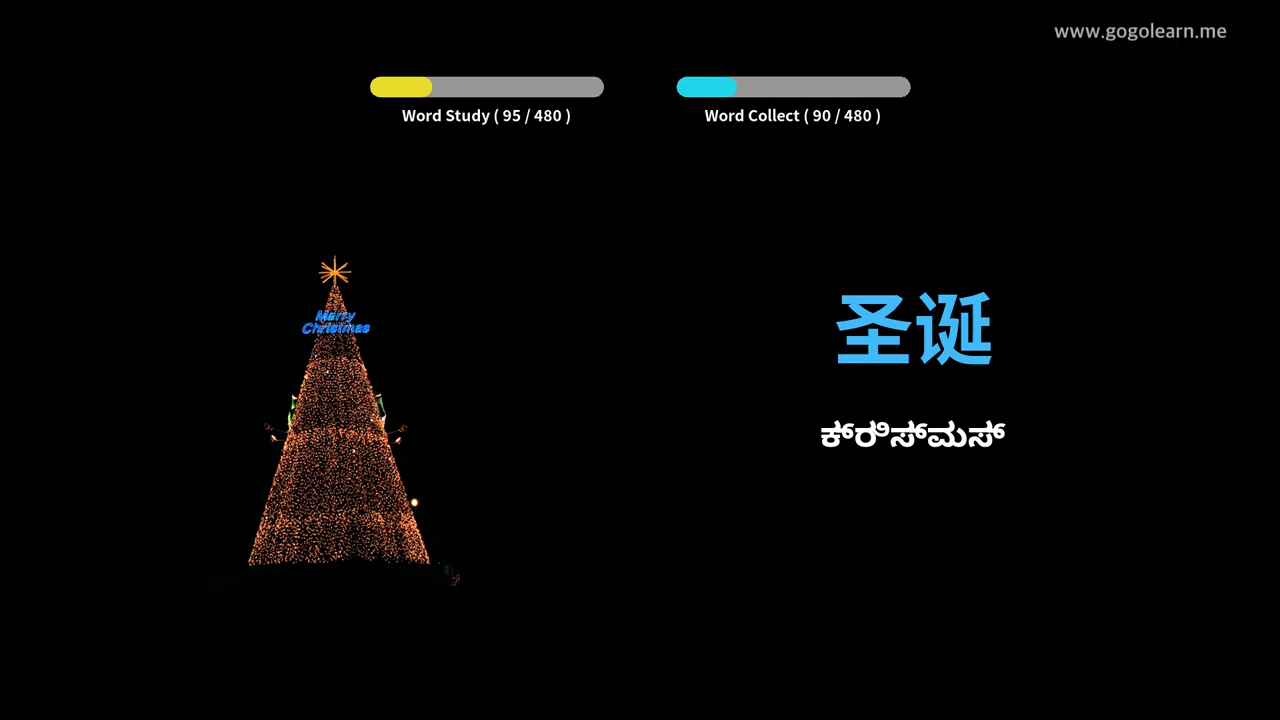 www.gogolearn.me
Word Study ( 95 / 480 )
Word Collect ( 90 / 480 )
Merry
Christmas
圣诞
ಕ್‌ರಿಸ್‌ಮಸ್